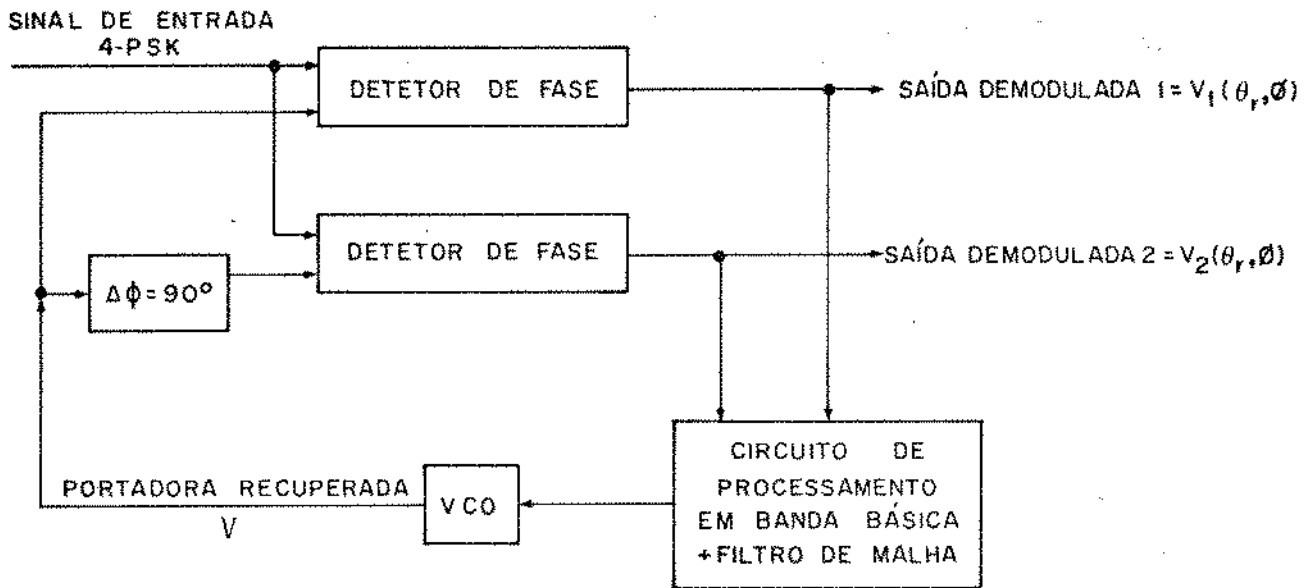 SINAL DE ENTRADA
4-PSK
DETETOR DE FASE
SAÍDA DEMODULADA 1 = V₁(θᵣ,Ø)
DETETOR DE FASE
SAÍDA DEMODULADA 2 = V₂(θᵣ,Ø)
Δϕ = 90°
CIRCUITO DE
PROCESSAMENTO
EM BANDA BÁSICA
+ FILTRO DE MALHA
PORTADORA RECUPERADA
V
VCO